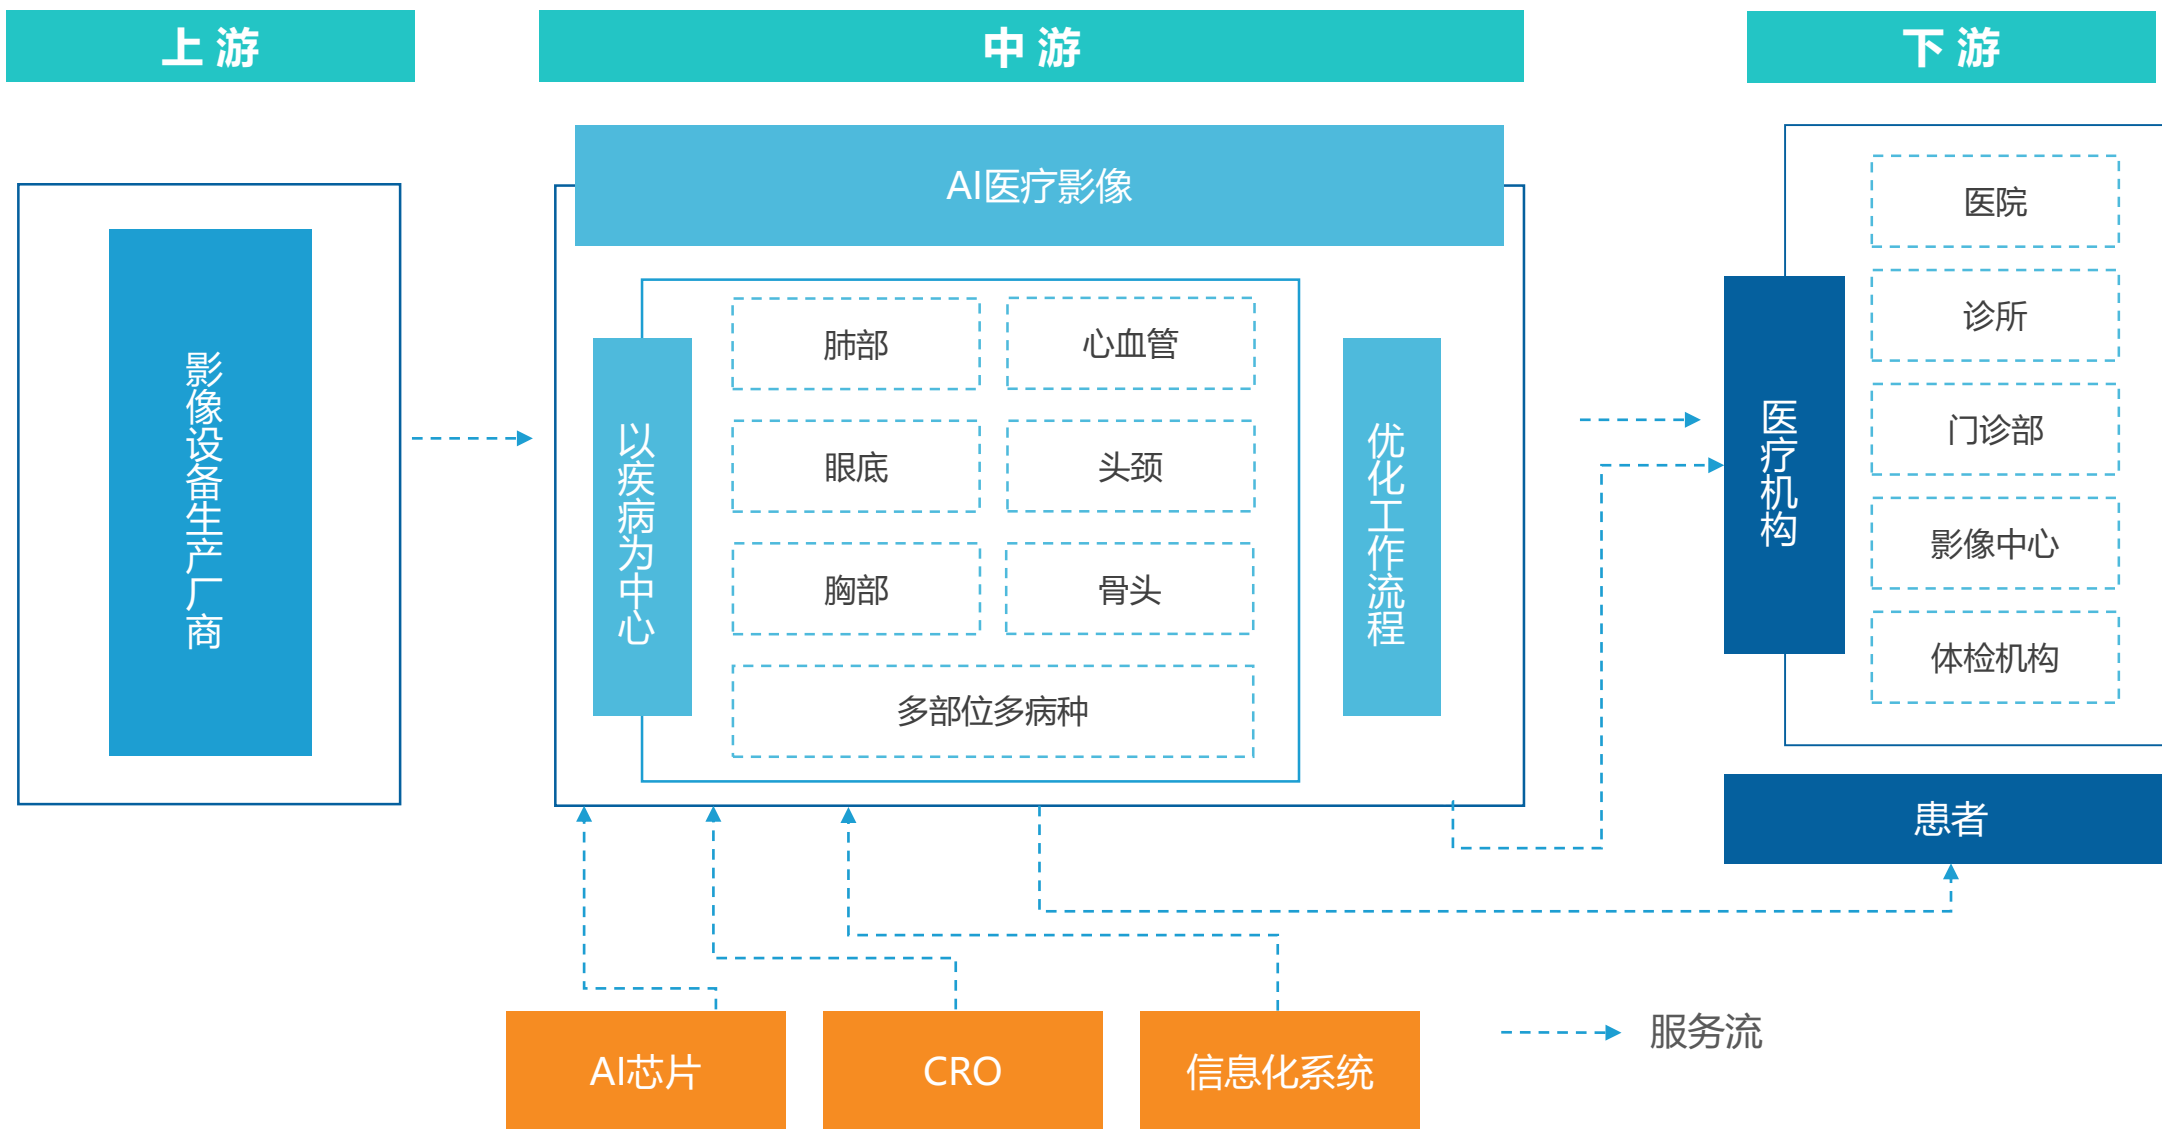 上 游
中 游
下 游
影像设备生产厂商
AI医疗影像
以疾病为中心
肺部
心血管
眼底
头颈
胸部
骨头
多部位多病种
优化工作流程
医疗机构
医院
诊所
门诊部
影像中心
体检机构
患者
AI芯片
CRO
信息化系统
服务流